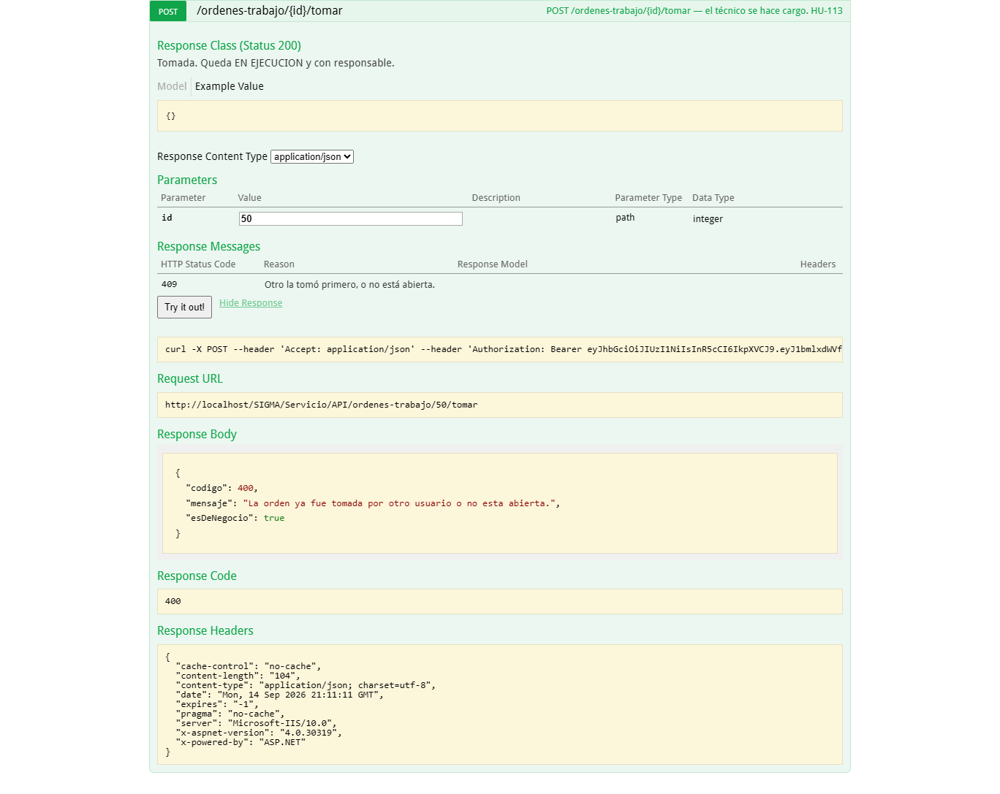 POST /ordenes-trabajo/{id}/tomar POST /ordenes-trabajo/{id}/tomar — el técnico se hace cargo. HU-113
Response Class (Status 200)
Tomada. Queda EN EJECUCION y con responsable.
Model Example Value
{}
Response Content Type application/json
Parameters
Parameter Value Description Parameter Type Data Type
id 50 path integer
Response Messages
HTTP Status Code Reason Response Model Headers
409 Otro la tomó primero, o no está abierta.
Try it out! Hide Response
curl -X POST --header 'Accept: application/json' --header 'Authorization: Bearer eyJhbGciOiJIUzI1NiIsInR5cCI6IkpXVCJ9.eyJ1bmlxdWVf
Request URL
http://localhost/SIGMA/Servicio/API/ordenes-trabajo/50/tomar
Response Body
{
"codigo": 400,
"mensaje": "La orden ya fue tomada por otro usuario o no esta abierta.",
"esDeNegocio": true
}
Response Code
400
Response Headers
{
"cache-control": "no-cache",
"content-length": "104",
"content-type": "application/json; charset=utf-8",
"date": "Mon, 14 Sep 2026 21:11:11 GMT",
"expires": "-1",
"pragma": "no-cache",
"server": "Microsoft-IIS/10.0",
"x-aspnet-version": "4.0.30319",
"x-powered-by": "ASP.NET"
}